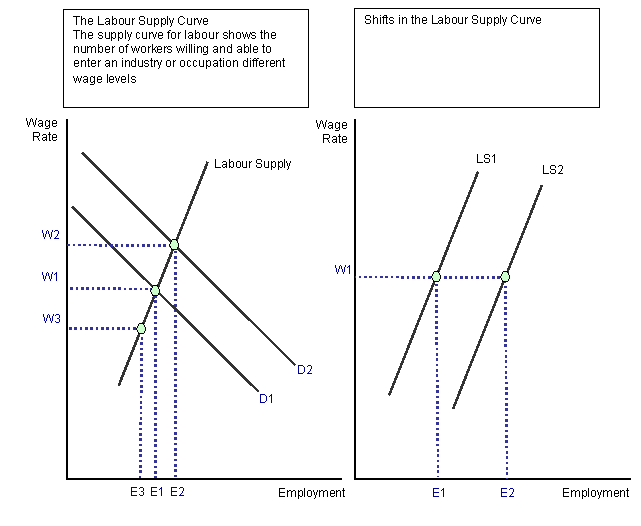 The Labour Supply Curve
The supply curve for labour shows the
number of workers willing and able to
enter an industry or occupation different
wage levels
Shifts in the Labour Supply Curve
Wage
Rate
Labour Supply
W2
W1
W3
D2
D1
E3 E1 E2 Employment
Wage
Rate
LS1
LS2
W1
E1 E2 Employment